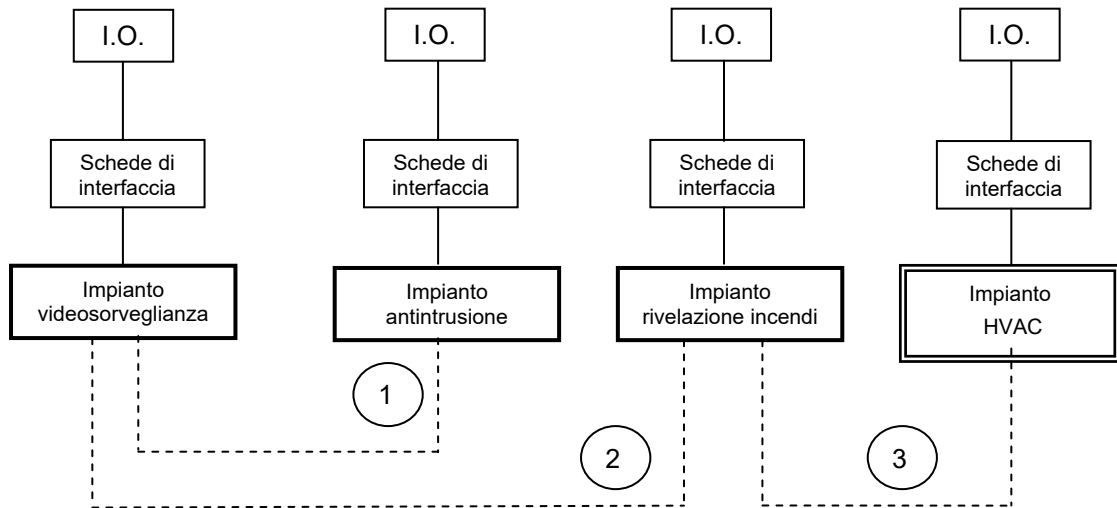 I.O.
I.O.
I.O.
I.O.
Schede di
interfaccia
Schede di
interfaccia
Schede di
interfaccia
Schede di
interfaccia
Impianto
videosorveglianza
Impianto
antintrusione
Impianto
rivelazione incendi
Impianto
HVAC
1
2
3